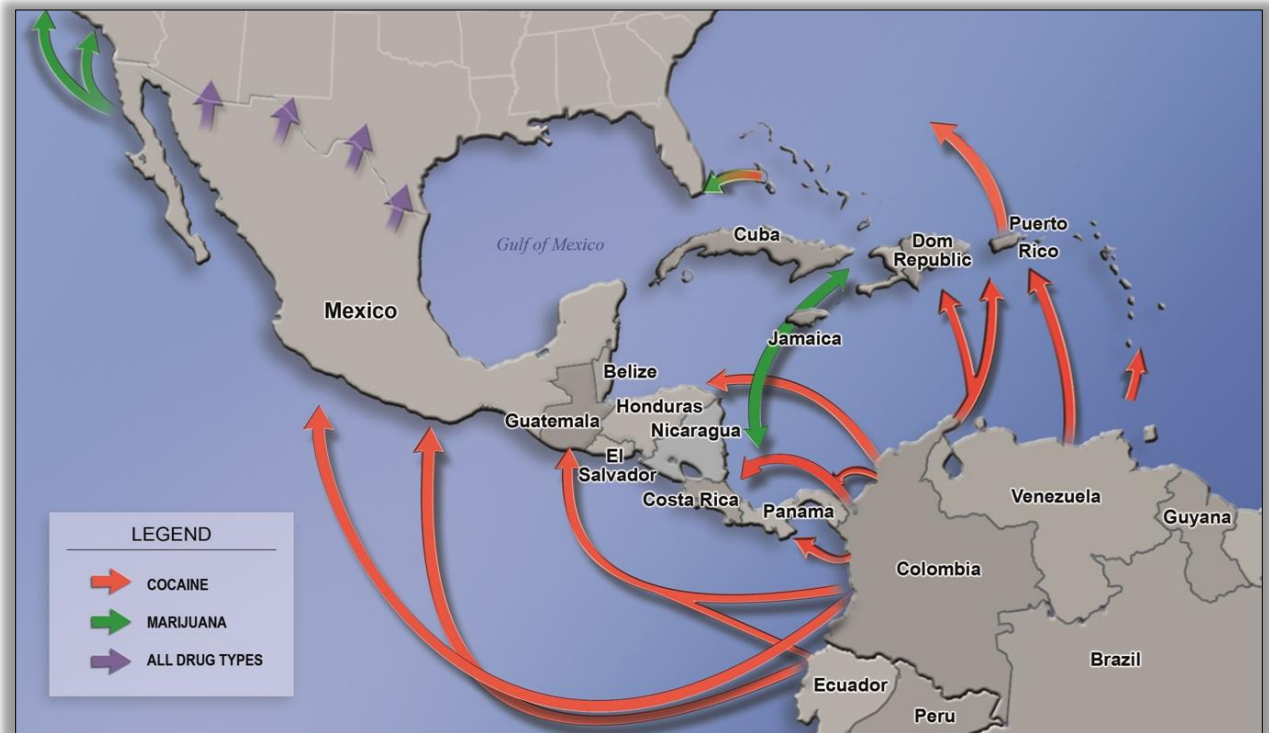 Gulf of Mexico
Cuba
Dom
Republic
Puerto
Rico
Mexico
Jamaica
Belize
Honduras
Guatemala
Nicaragua
El
Salvador
Costa Rica
Panama
Venezuela
Guyana
Colombia
Brazil
Ecuador
Peru
LEGEND
COCAINE
MARIJUANA
ALL DRUG TYPES